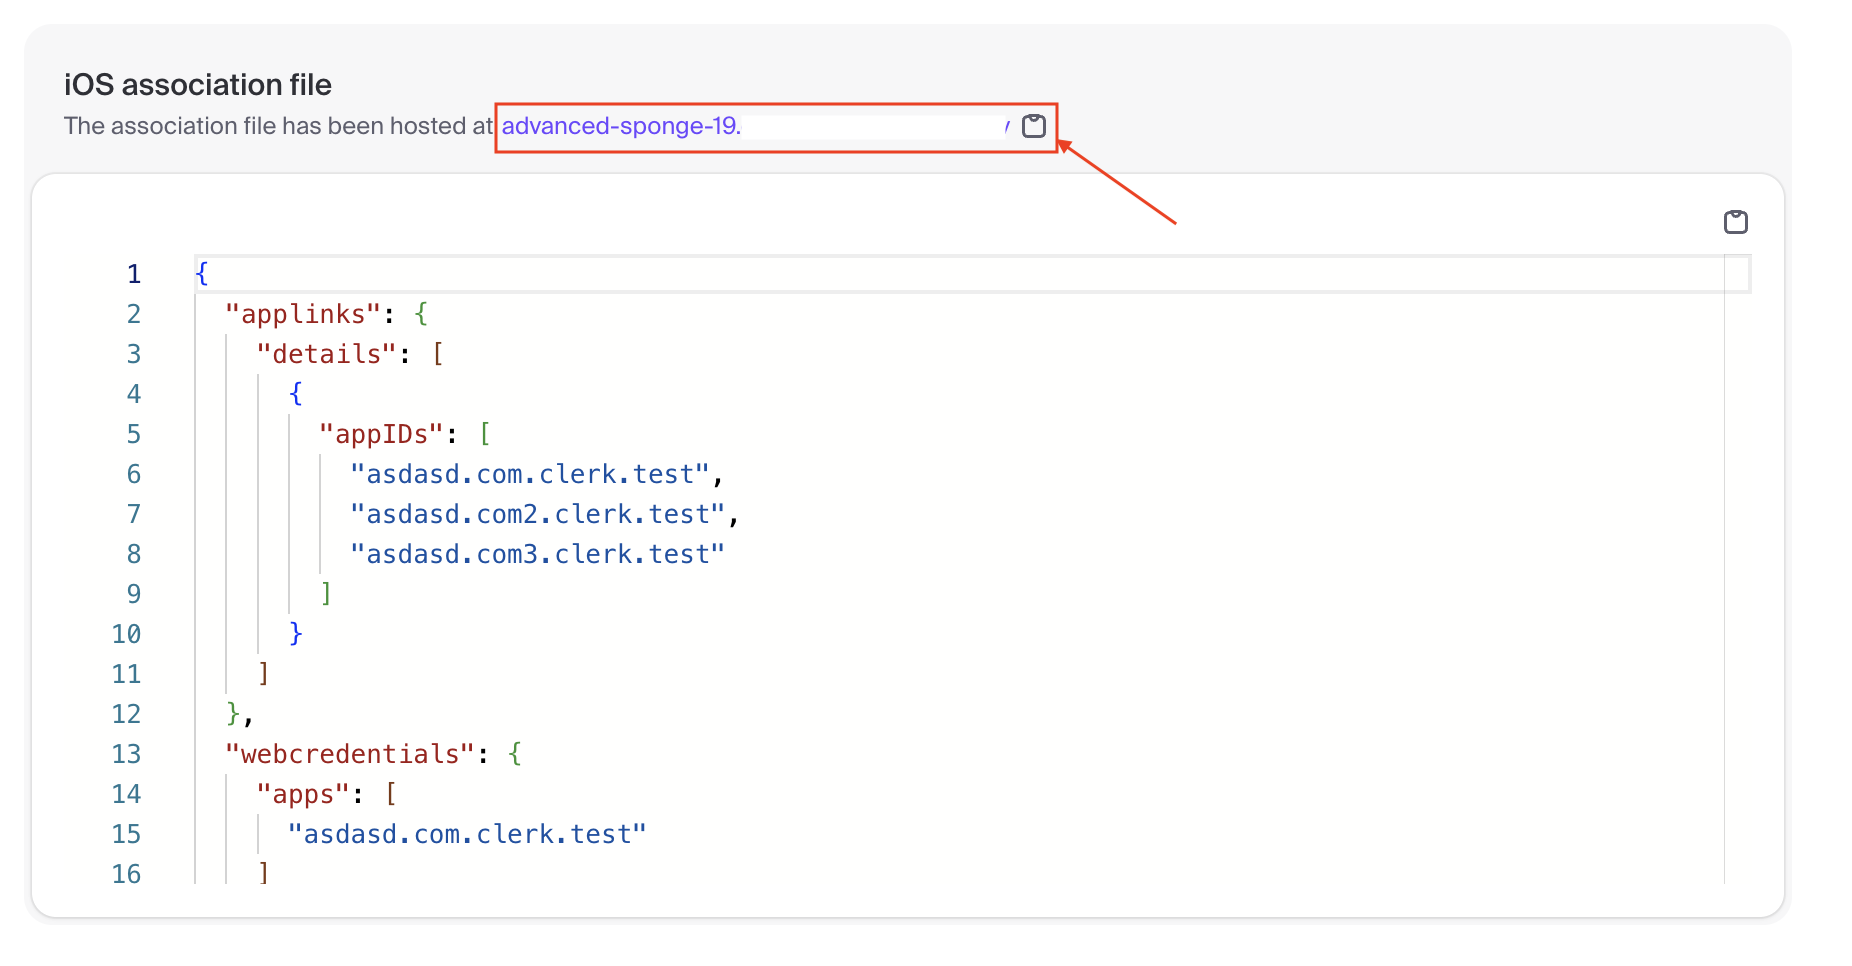 iOS association file
The association file has been hosted at advanced-sponge-19.
1 {
2 "applinks": {
3 "details": [
4 {
5 "appIDs": [
6 "asdasd.com.clerk.test",
7 "asdasd.com2.clerk.test",
8 "asdasd.com3.clerk.test"
9 ]
10 }
11 ]
12 },
13 "webcredentials": {
14 "apps": [
15 "asdasd.com.clerk.test"
16 ]